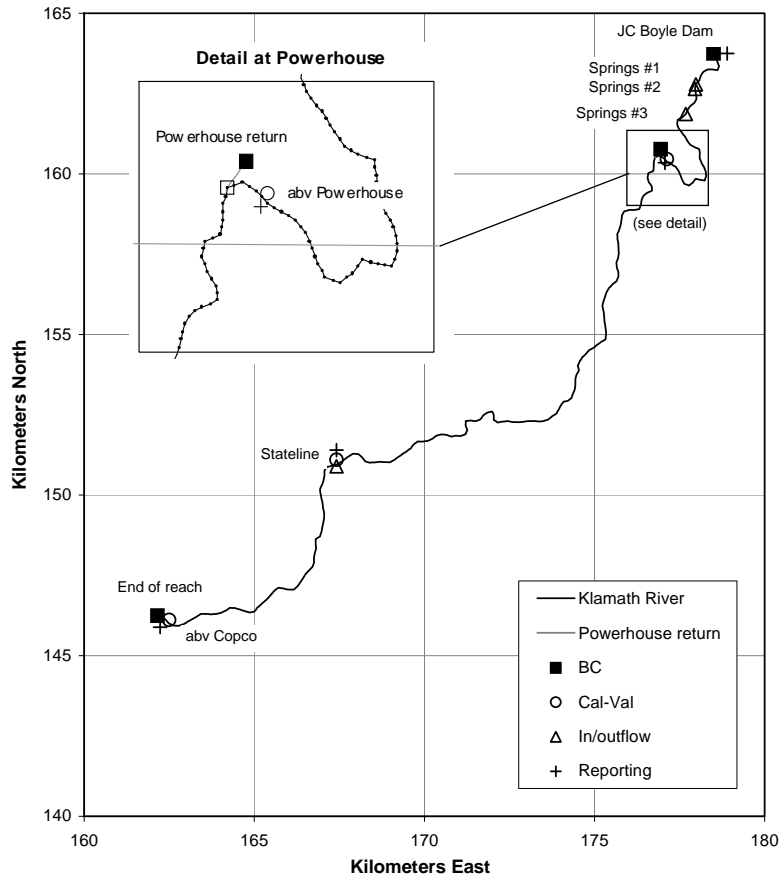 165
JC Boyle Dam
Detail at Powerhouse
Springs #1
Springs #2
Springs #3
Pow erhouse return
160
abv Powerhouse
(see detail)
155
Kilometers North
Stateline
150
End of reach
abv Copco
145
Klamath River
Powerhouse return
BC
Cal-Val
In/outflow
Reporting
140
160
165
170
175
180
Kilometers East